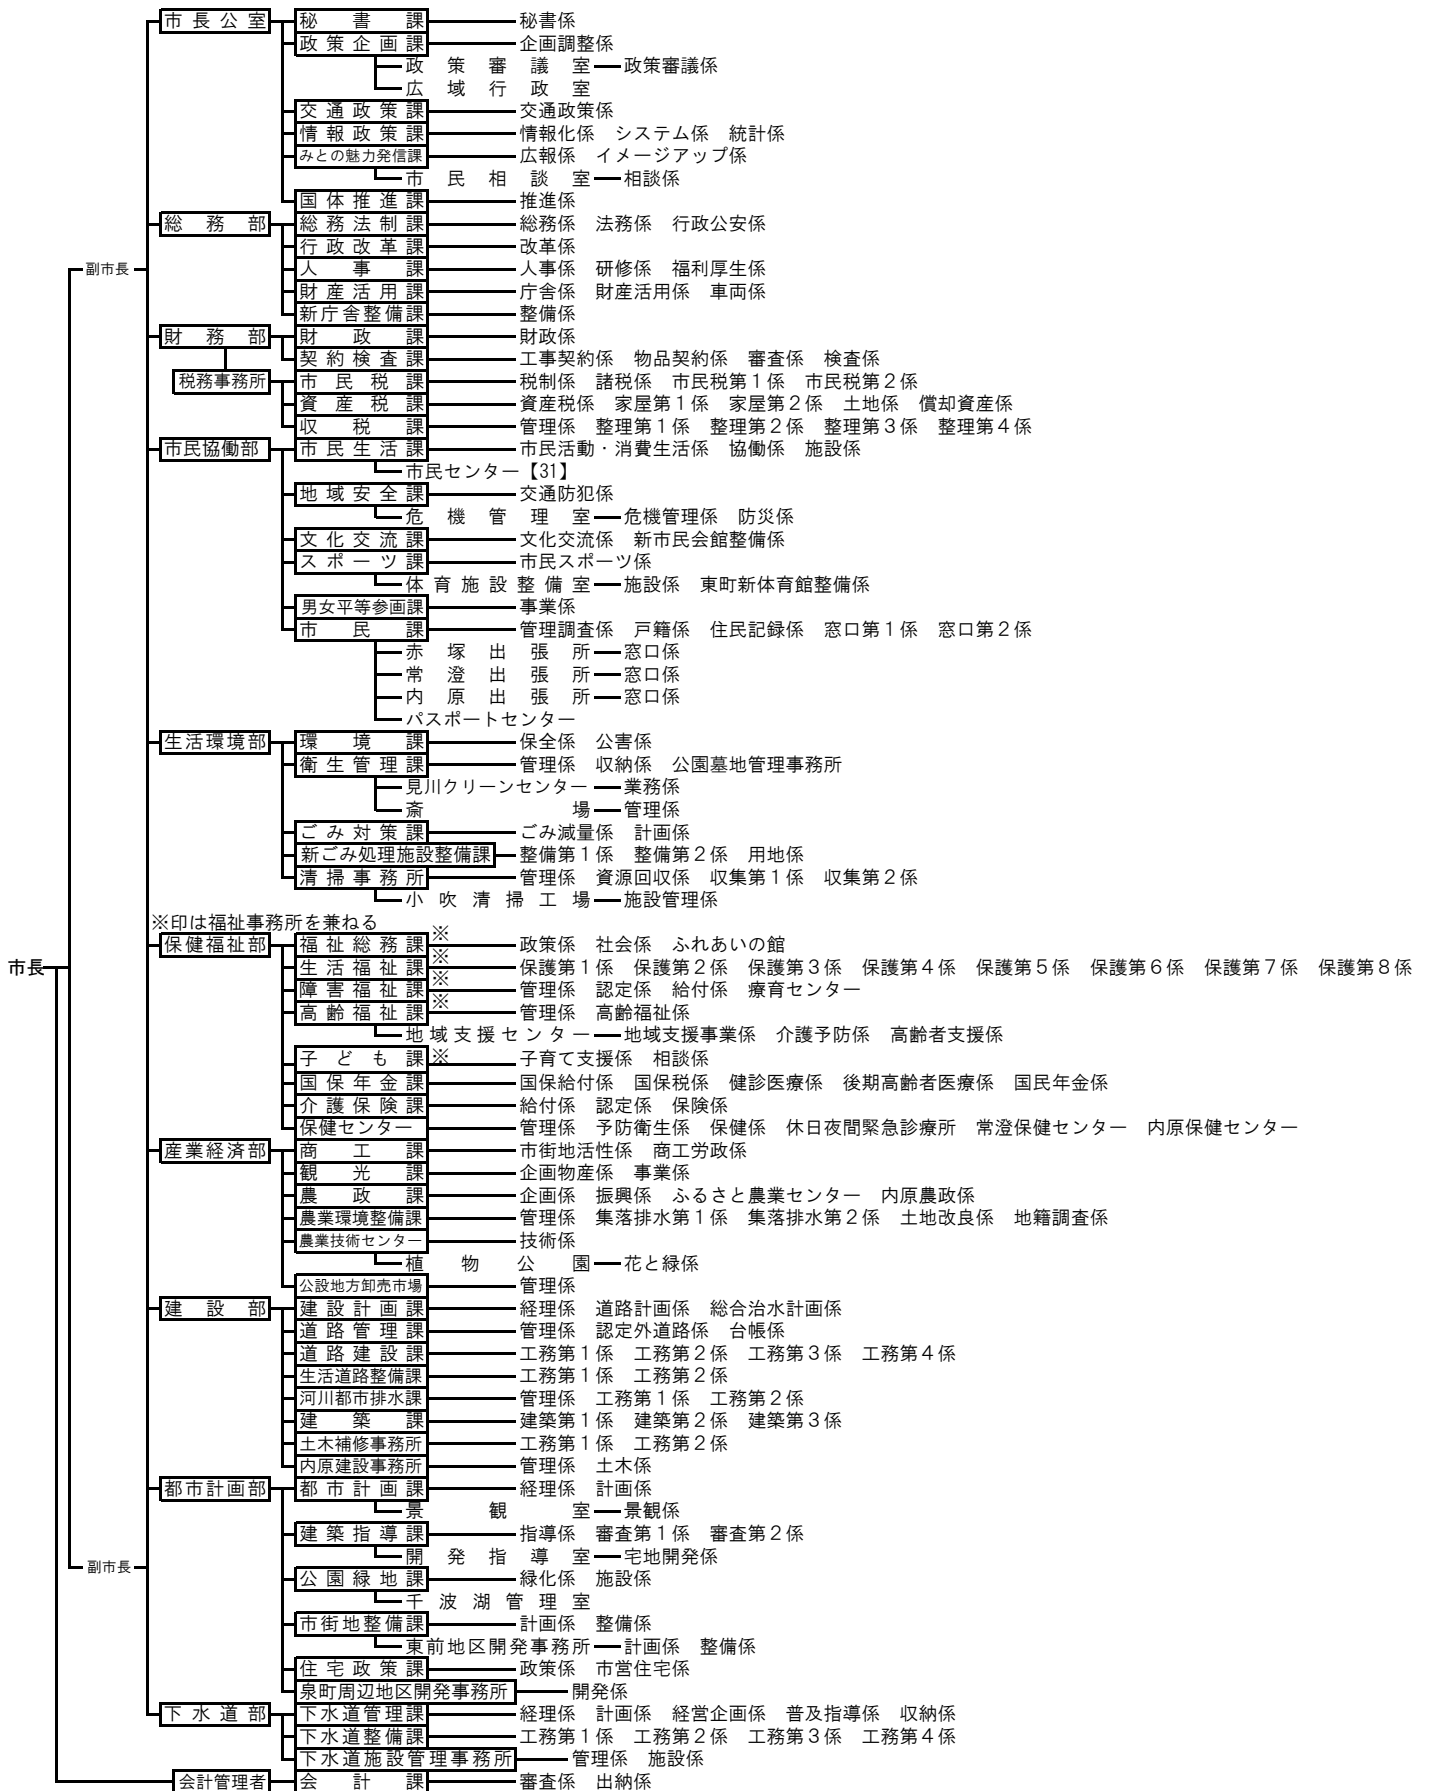 市長公室 秘書課 秘書係
政策企画課 企画調整係
政策審議室 政策審議係
広域行政室
交通政策課 交通政策係
情報政策課 情報化係 システム係 統計係
みとの魅力発信課 広報係 イメージアップ係
市民相談室 相談係
国体推進課 推進係
総務部 総務法制課 総務係 法務係 行政公安係
行政改革課 改革係
副市長 人事課 人事係 研修係 福利厚生係
財産活用課 庁舎係 財産活用係 車両係
新庁舎整備課 整備係
財務部 財政課 財政係
契約検査課 工事契約係 物品契約係 審査係 検査係
税務事務所 市民税課 税制係 諸税係 市民税第1係 市民税第2係
資産税課 資産税係 家屋第1係 家屋第2係 土地係 償却資産係
収税課 管理係 整理第1係 整理第2係 整理第3係 整理第4係
市民協働部 市民生活課 市民活動・消費生活係 協働係 施設係
市民センター【31】
地域安全課 交通防犯係
危機管理室 危機管理係 防災係
文化交流課 文化交流係 新市民会館整備係
スポーツ課 市民スポーツ係
体育施設整備室 施設係 東町新体育館整備係
男女平等参画課 事業係
市民課 管理調査係 戸籍係 住民記録係 窓口第1係 窓口第2係
赤塚出張所 窓口係
常澄出張所 窓口係
内原出張所 窓口係
パスポートセンター
生活環境部 環境課 保全係 公害係
衛生管理課 管理係 収納係 公園墓地管理事務所
見川クリーンセンター 業務係
斎場 管理係
ごみ対策課 ごみ減量係 計画係
新ごみ処理施設整備課 整備第1係 整備第2係 用地係
清掃事務所 管理係 資源回収係 収集第1係 収集第2係
小吹清掃工場 施設管理係
※印は福祉事務所を兼ねる
保健福祉部 福祉総務課※ 政策係 社会係 ふれあいの館
市長 生活福祉課※ 保護第1係 保護第2係 保護第3係 保護第4係 保護第5係 保護第6係 保護第7係 保護第8係
障害福祉課※ 管理係 認定係 給付係 療育センター
高齢福祉課※ 管理係 高齢福祉係
地域支援センター 地域支援事業係 介護予防係 高齢者支援係
子ども課※ 子育て支援係 相談係
国保年金課 国保給付係 国保税係 健診医療係 後期高齢者医療係 国民年金係
介護保険課 給付係 認定係 保険係
保健センター 管理係 予防衛生係 保健係 休日夜間緊急診療所 常澄保健センター 内原保健センター
産業経済部 商工課 市街地活性係 商工労政係
観光課 企画物産係 事業係
農政課 企画係 振興係 ふるさと農業センター 内原農政係
農業環境整備課 管理係 集落排水第1係 集落排水第2係 土地改良係 地籍調査係
農業技術センター 技術係
植物公園 花と緑係
公設地方卸売市場 管理係
建設部 建設計画課 経理係 道路計画係 総合治水計画係
道路管理課 管理係 認定外道路係 台帳係
道路建設課 工務第1係 工務第2係 工務第3係 工務第4係
生活道路整備課 工務第1係 工務第2係
河川都市排水課 管理係 工務第1係 工務第2係
建築課 建築第1係 建築第2係 建築第3係
土木補修事務所 工務第1係 工務第2係
内原建設事務所 管理係 土木係
都市計画部 都市計画課 経理係 計画係
景観室 景観係
建築指導課 指導係 審査第1係 審査第2係
副市長 開発指導室 宅地開発係
公園緑地課 緑化係 施設係
千波湖管理室
市街地整備課 計画係 整備係
東前地区開発事務所 計画係 整備係
住宅政策課 政策係 市営住宅係
泉町周辺地区開発事務所 開発係
下水道部 下水道管理課 経理係 計画係 経営企画係 普及指導係 収納係
下水道整備課 工務第1係 工務第2係 工務第3係 工務第4係
下水道施設管理事務所 管理係 施設係
会計管理者 会計課 審査係 出納係